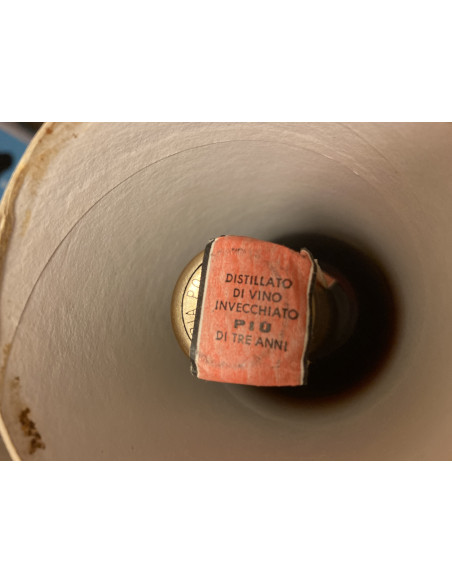 DISTILLATO
DI VINO
INVECCHIATO
PIÙ
DI TRE ANNI